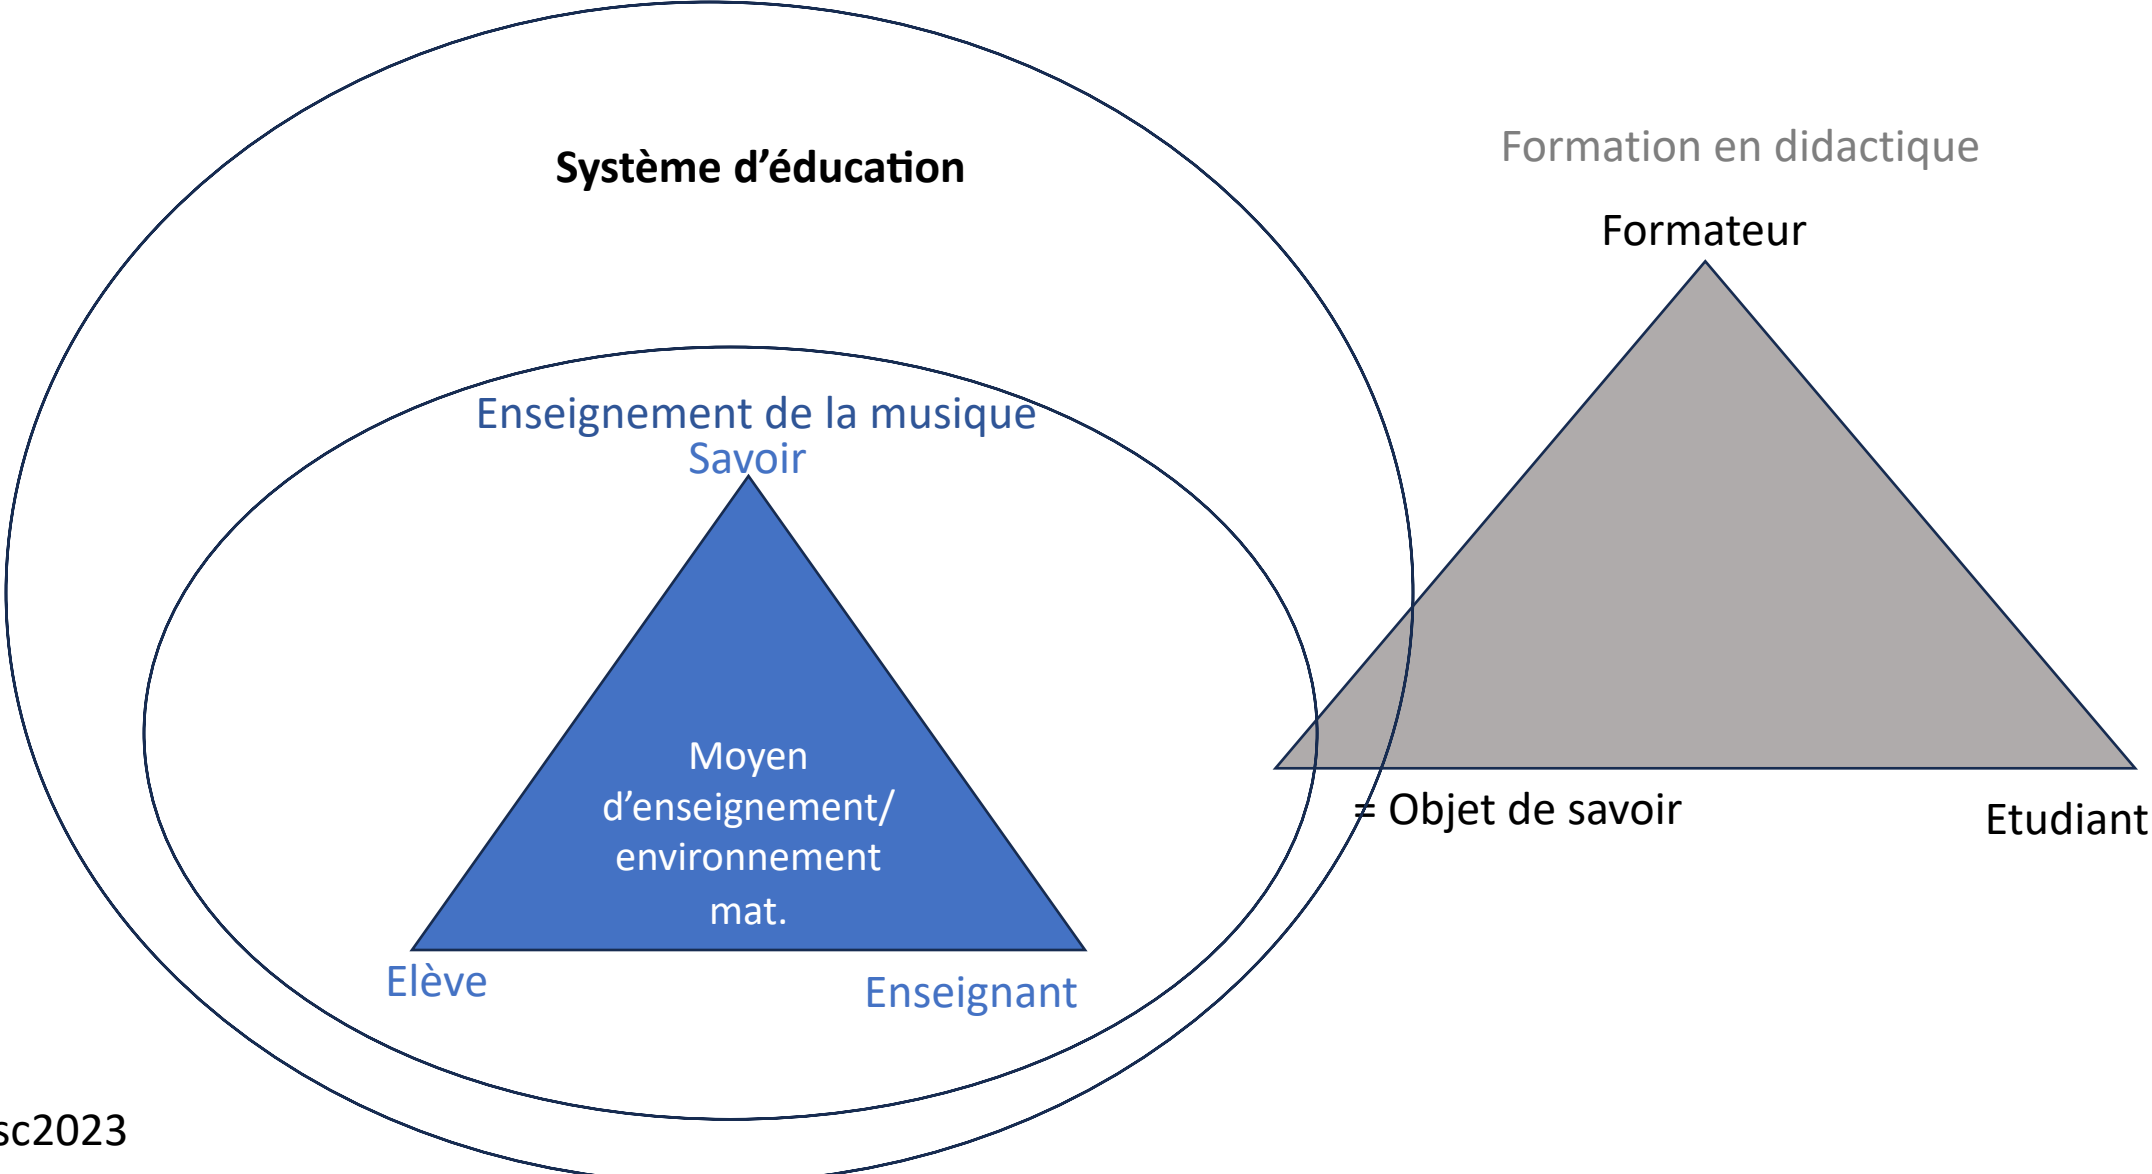 Système d’éducation
Formation en didactique
Formateur
Enseignement de la musique
Savoir
Moyen
d’enseignement/
environnement
mat.
= Objet de savoir
Etudiant
Elève
Enseignant
sc2023